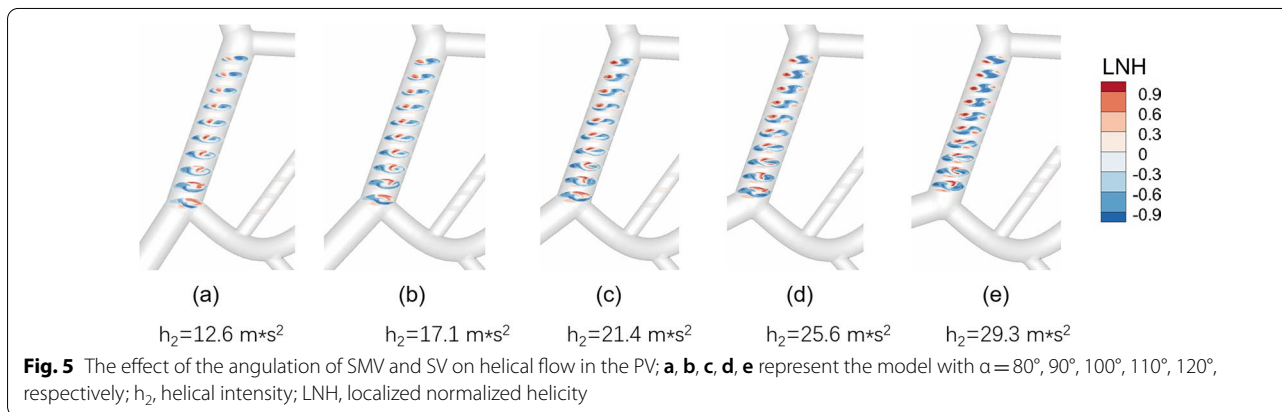 LNH
0.9
0.6
0.3
0
-0.3
-0.6
-0.9
(a) (b) (c) (d) (e)
h₂=12.6 m*s² h₂=17.1 m*s² h₂=21.4 m*s² h₂=25.6 m*s² h₂=29.3 m*s²
Fig. 5 The effect of the angulation of SMV and SV on helical flow in the PV; a, b, c, d, e represent the model with α = 80°, 90°, 100°, 110°, 120°,
respectively; h₂, helical intensity; LNH, localized normalized helicity